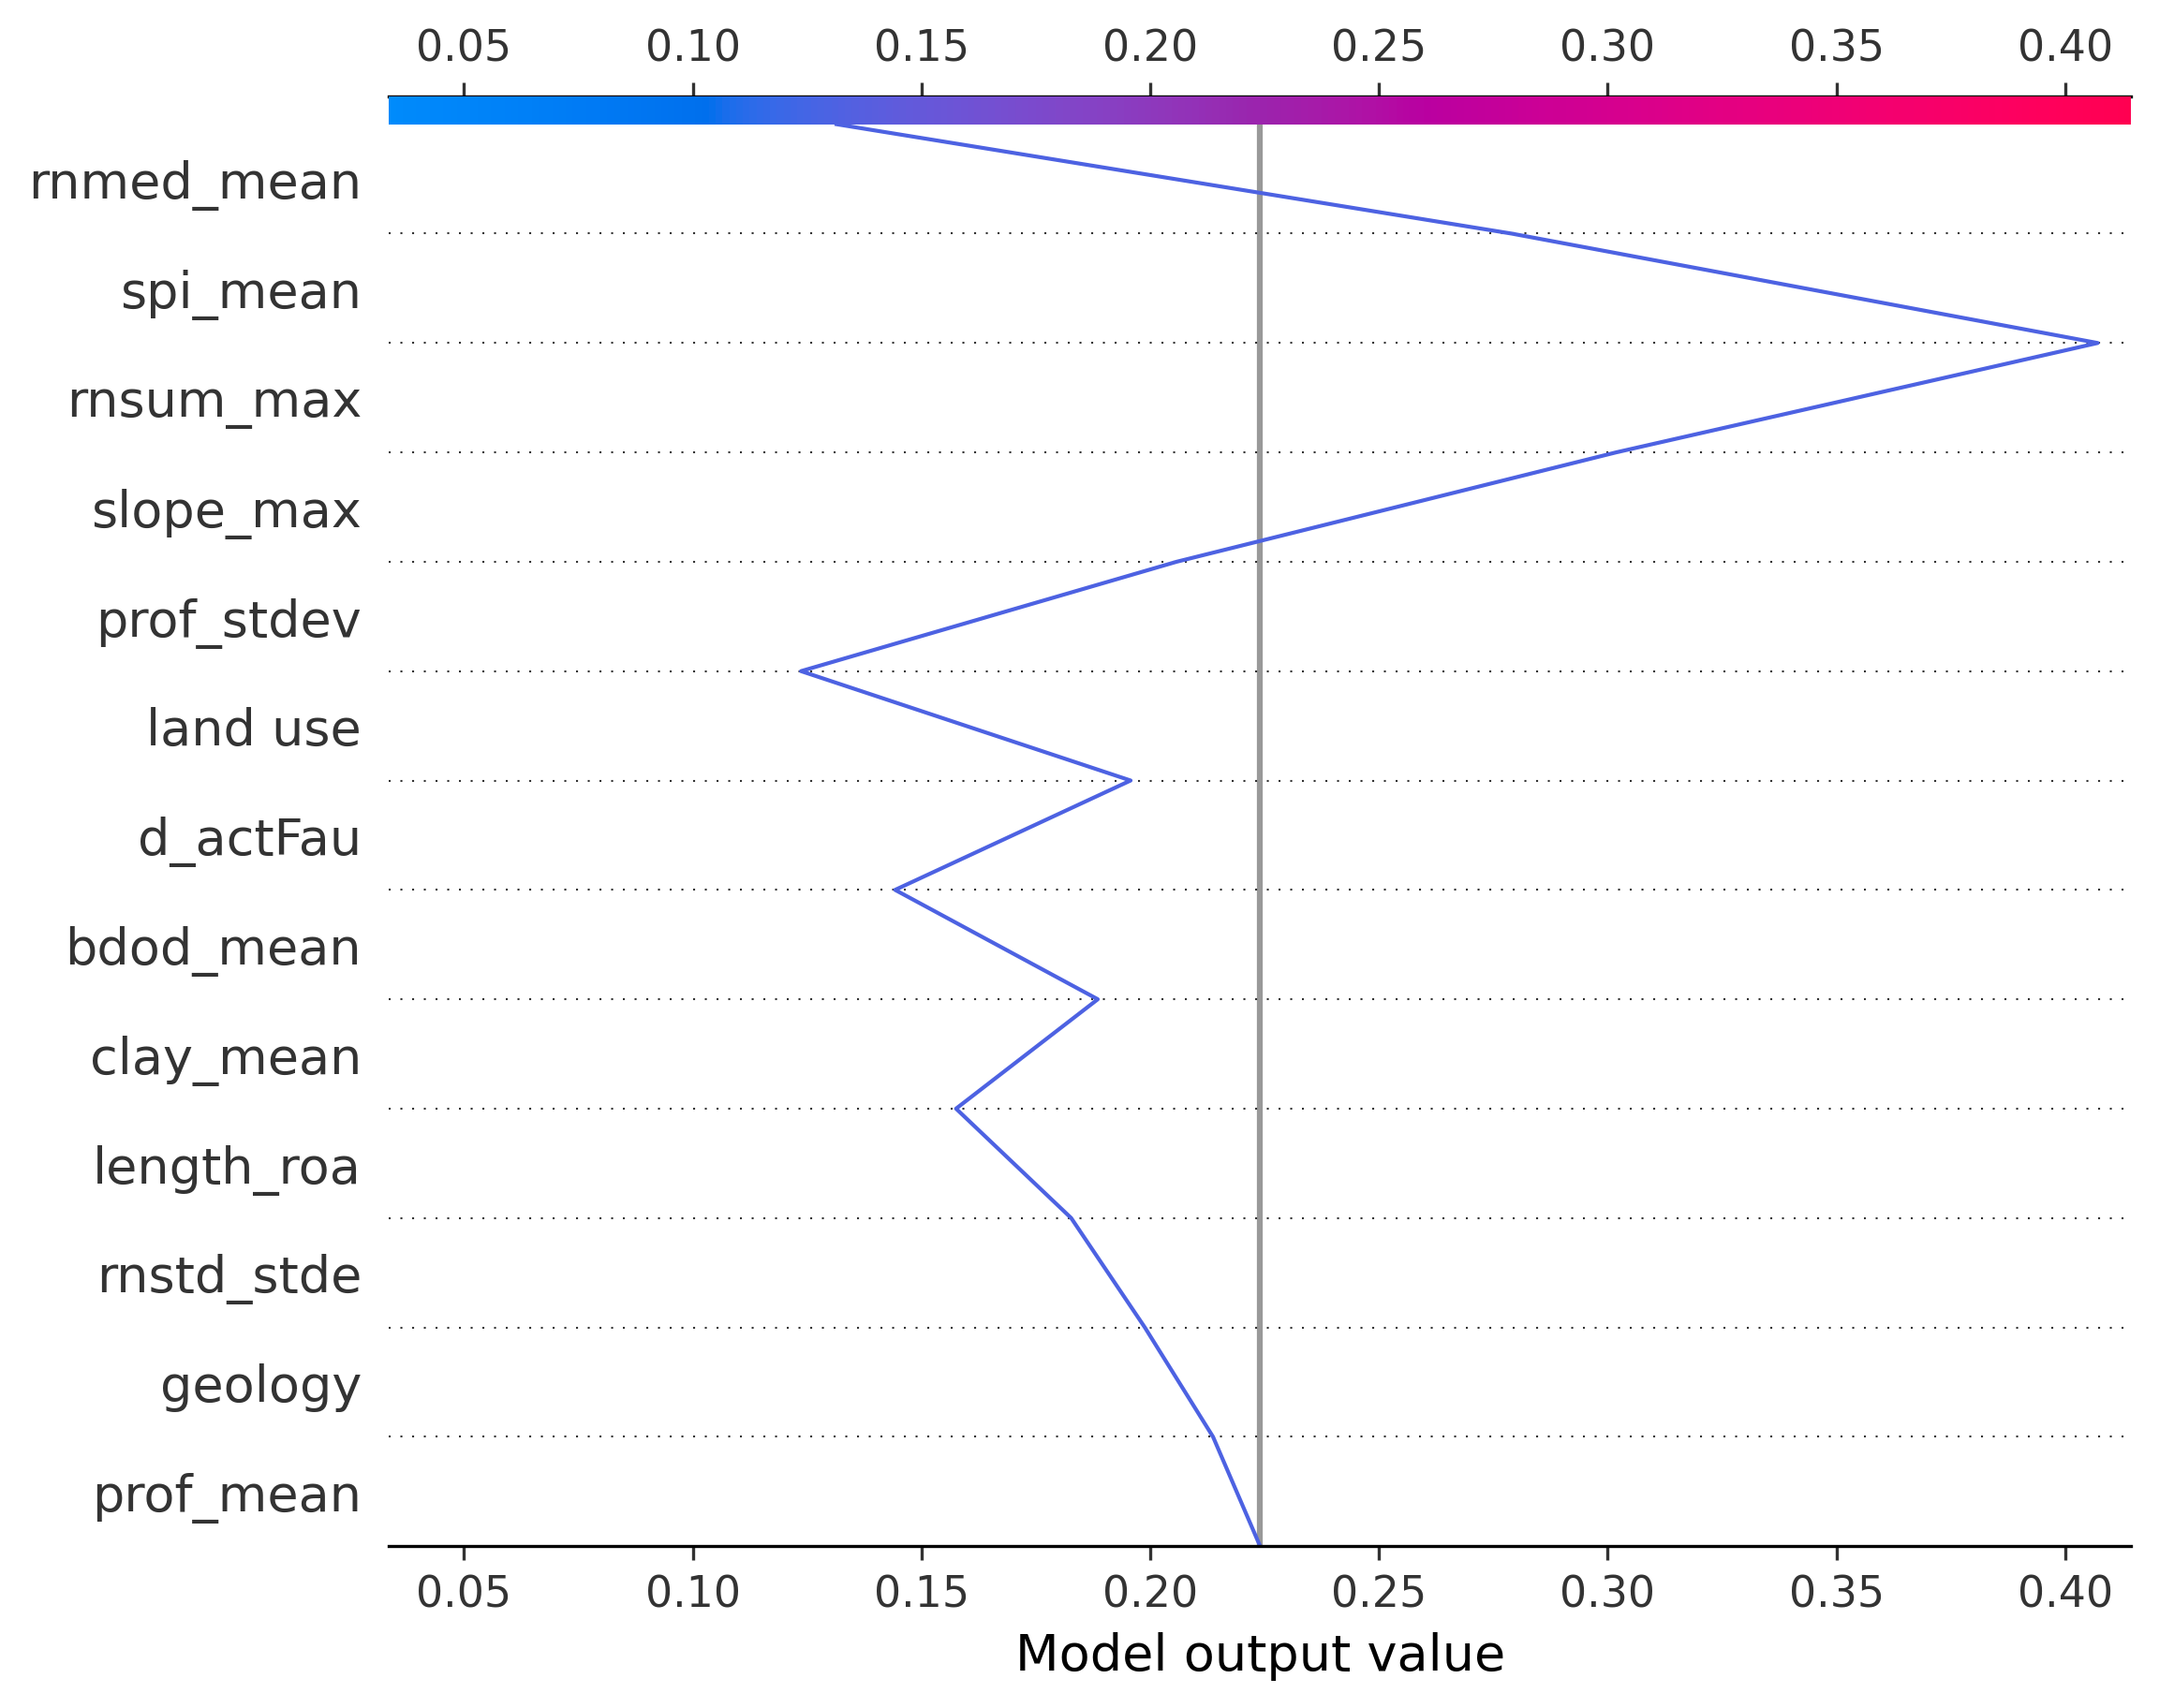 0.05 0.10 0.15 0.20 0.25 0.30 0.35 0.40
rnmed_mean
spi_mean
rnsum_max
slope_max
prof_stdev
land use
d_actFau
bdod_mean
clay_mean
length_roa
rnstd_stde
geology
prof_mean
0.05 0.10 0.15 0.20 0.25 0.30 0.35 0.40
Model output value